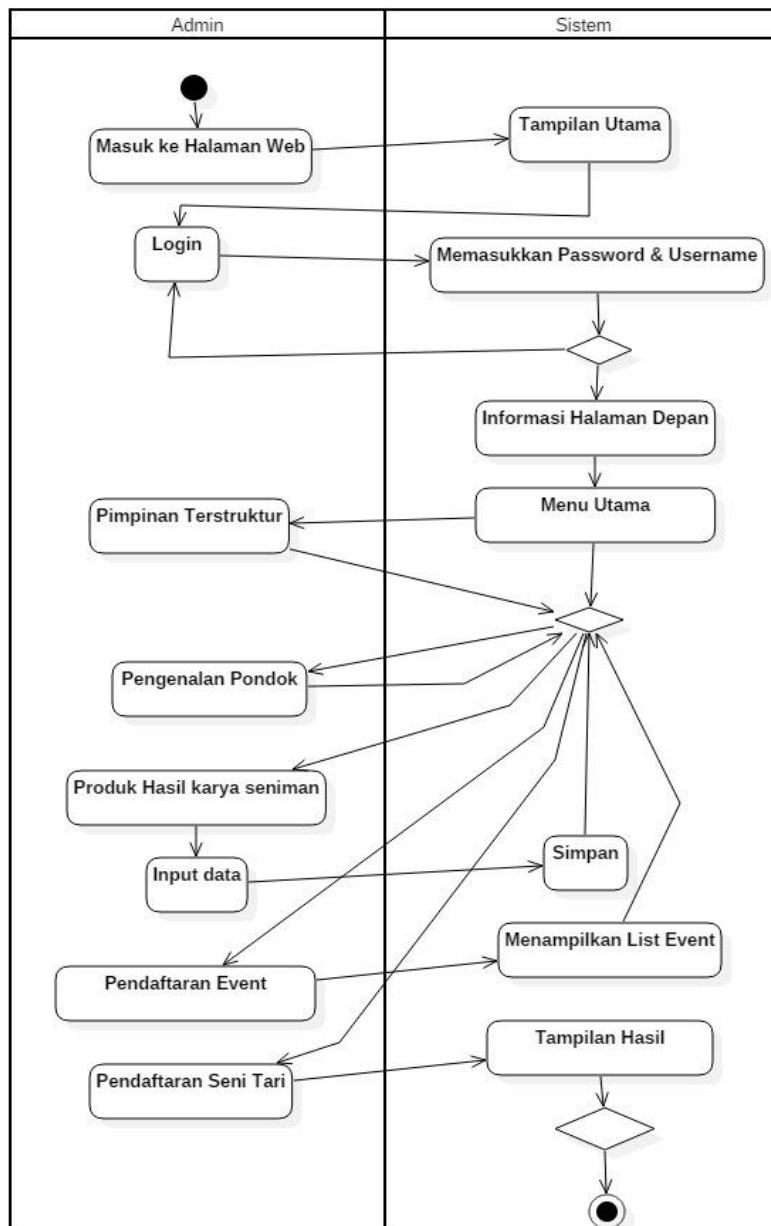 Admin
Sistem
Masuk ke Halaman Web
Tampilan Utama
Login
Memasukkan Password & Username
Informasi Halaman Depan
Menu Utama
Pimpinan Terstruktur
Pengenalan Pondok
Produk Hasil karya seniman
Input data
Simpan
Menampilkan List Event
Pendaftaran Event
Tampilan Hasil
Pendaftaran Seni Tari